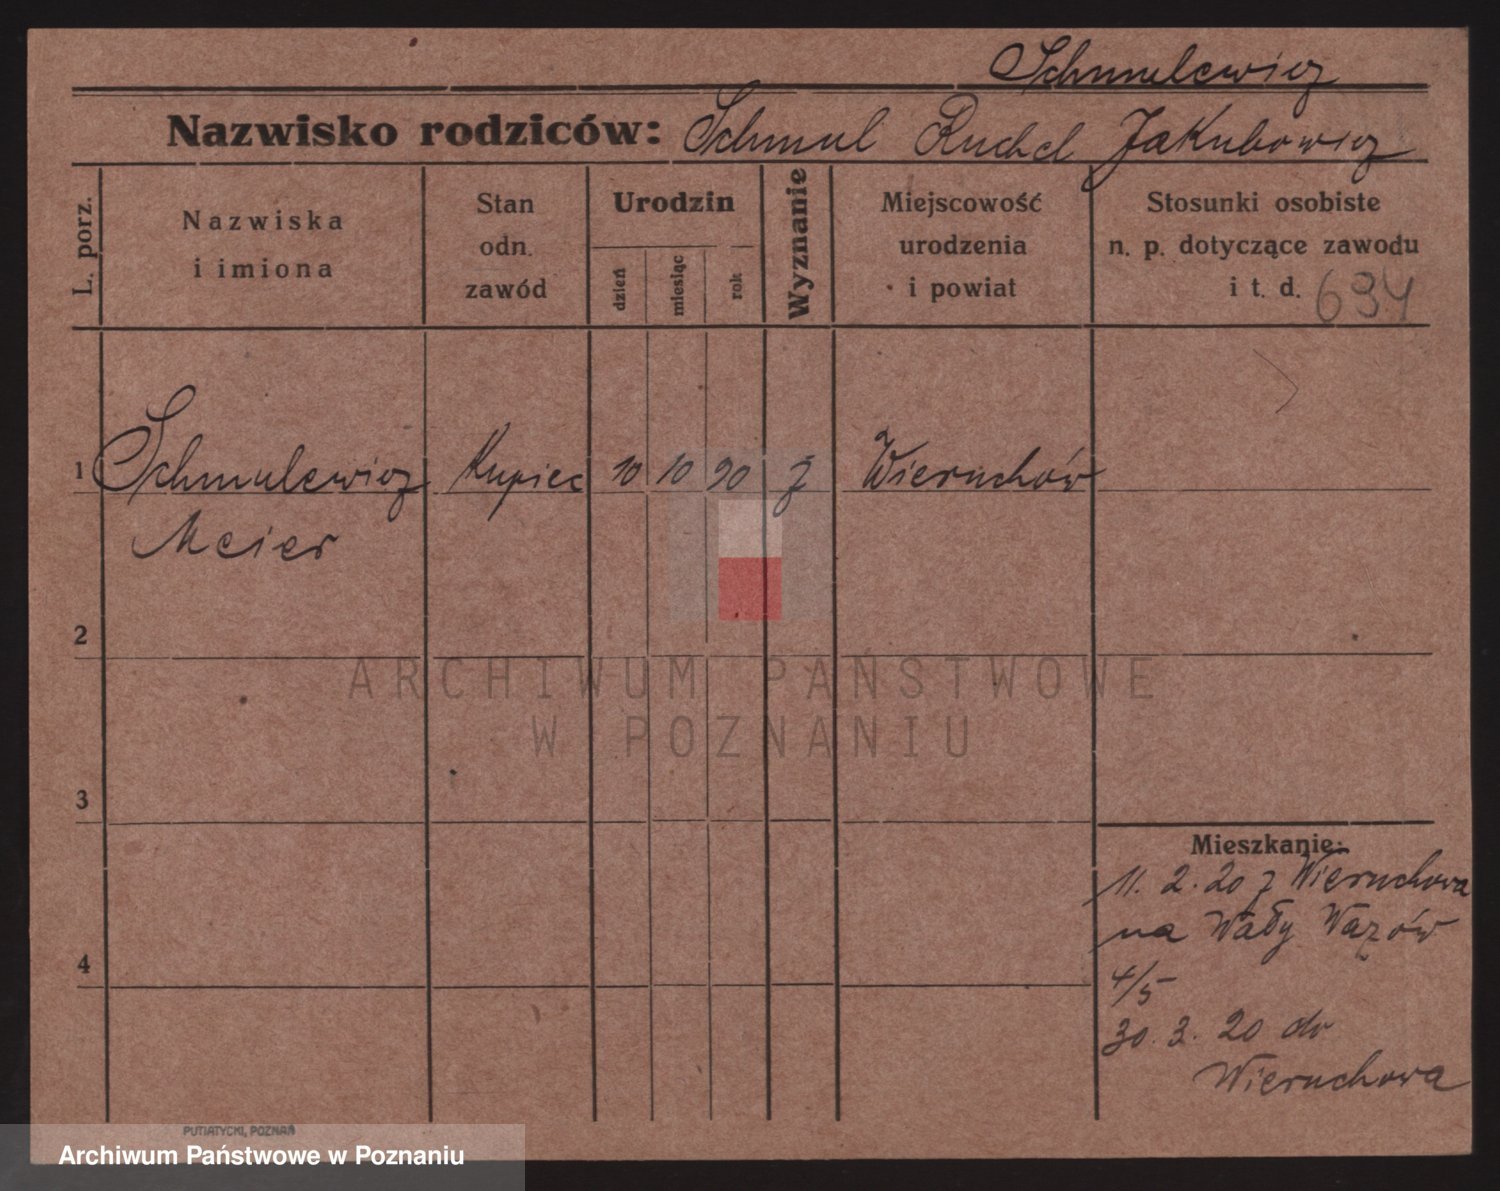 Schmulewicz
Nazwisko rodziców: Schmul Ruchel Jakubowicz
L. porz.
Nazwiska
i imiona
Stan
odn.
zawód
Urodzin
dzień
miesiąc
rok
Wyznanie
Miejscowość
urodzenia
i powiat
Stosunki osobiste
n. p. dotyczące zawodu
i t. d.
694
1 Schmulewicz Kupiec 10 10 90 ż Wieruchów
Meier
2
ARCHIWUM PAŃSTWOWE
W POZNANIU
3
4
Mieszkanie:
11. 2. 20 z Wieruchowa
na Wały Wazów
4/5
30. 3. 20 do
Wieruchowa
PUTIATYCKI, POZNAŃ
Archiwum Państwowe w Poznaniu